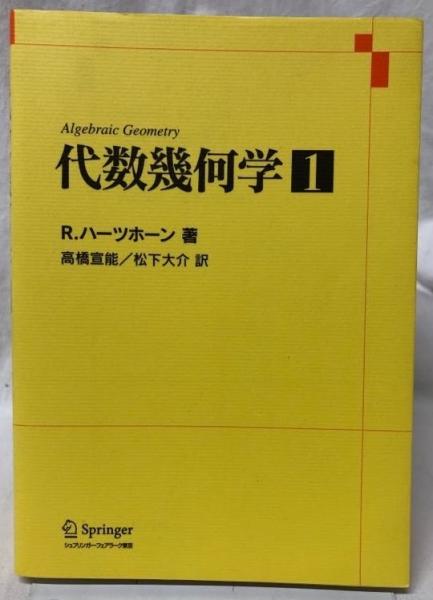 Algebraic Geometry
代数幾何学 1
R.ハーツホーン 著
高橋宣能/松下大介 訳
Springer
シュプリンガー・フェアラーク東京